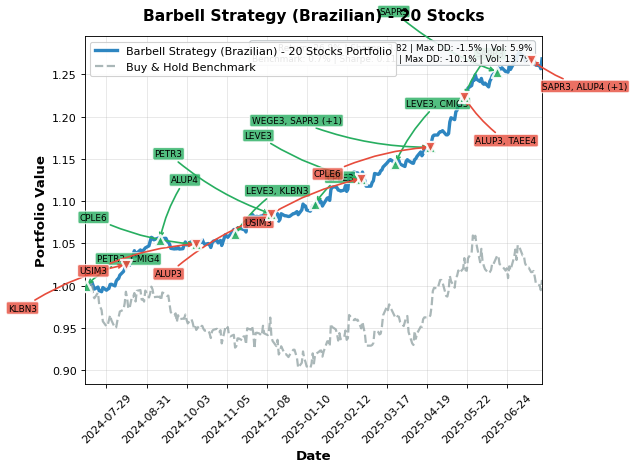 Barbell Strategy (Brazilian) - 20 Stocks
SAPR3
Barbell Strategy (Brazilian) - 20 Stocks Portfolio
Buy & Hold Benchmark
82 | Max DD: -1.5% | Vol: 5.9%
| Max DD: -10.1% | Vol: 13.7%
SAPR3, ALUP4 (+1)
LEVE3, CMIG3
WEGE3, SAPR3 (+1)
LEVE3
ALUP3, TAEE4
PETR3
CPLE6
ALUP4
LEVE3, KLBN3
CPLE6
USIM3
PETR3, CMIG4
USIM3
ALUP3
KLBN3
Portfolio Value
1.25
1.20
1.15
1.10
1.05
1.00
0.95
0.90
2024-07-29
2024-08-31
2024-10-03
2024-11-05
2024-12-08
2025-01-10
2025-02-12
2025-03-17
2025-04-19
2025-05-22
2025-06-24
Date